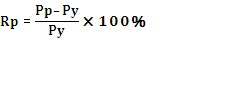 Rp = Pp-Py / Py × 100%